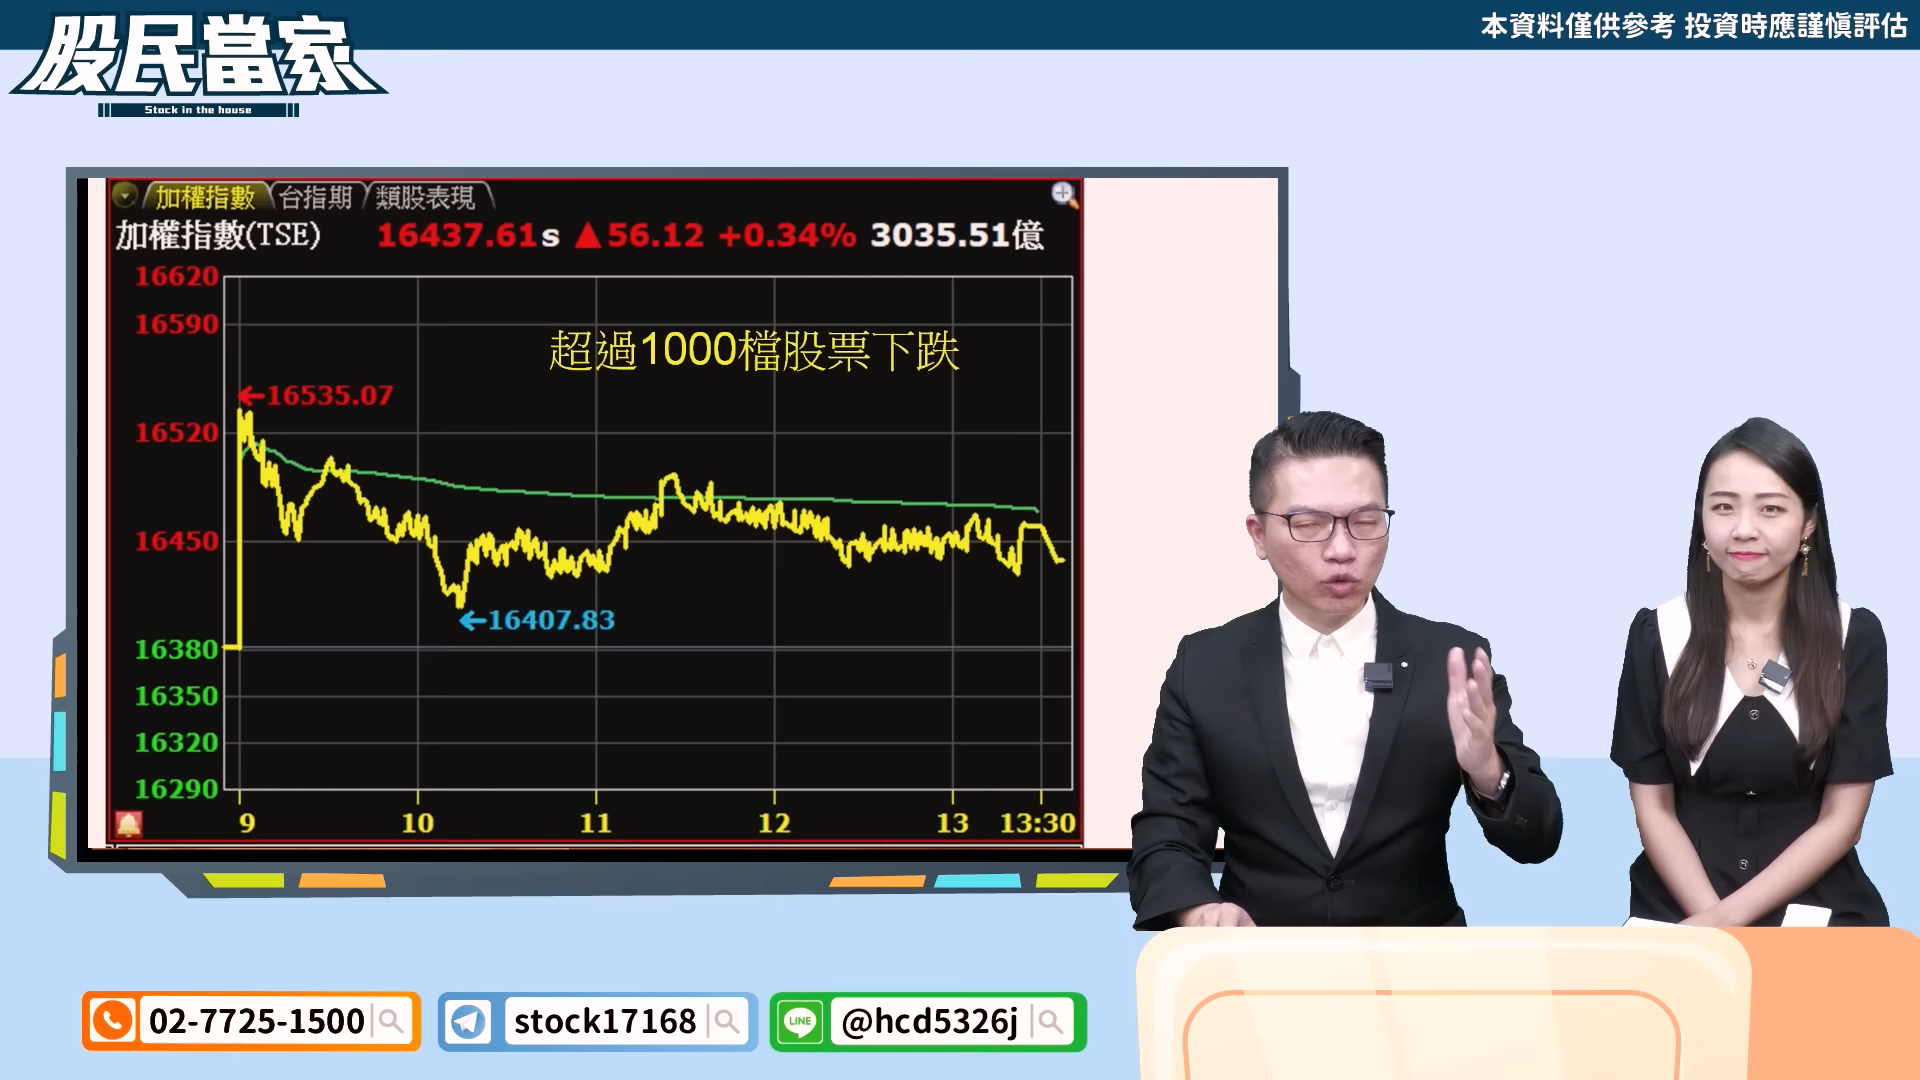 股民當家
Stock in the house
本資料僅供參考 投資時應謹慎評估
加權指數 台指期 類股表現
加權指數(TSE) 16437.61s ▲56.12 +0.34% 3035.51億
16620
16590
超過1000檔股票下跌
←16535.07
16520
16450
←16407.83
16380
16350
16320
16290
9 10 11 12 13 13:30
02-7725-1500
stock17168
LINE
@hcd5326j